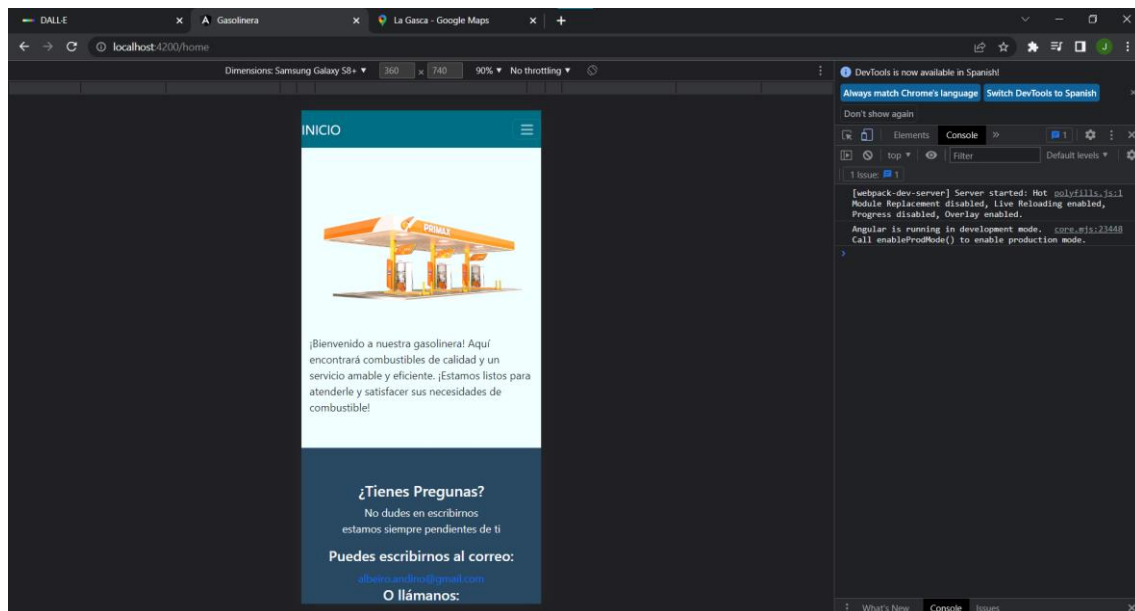 DALL·E
Gasolinera
La Gasca - Google Maps
localhost:4200/home
J
Dimensions: Samsung Galaxy S8+ ▼ 360 x 740 90% ▼ No throttling ▼
DevTools is now available in Spanish!
Always match Chrome's language Switch DevTools to Spanish
Don't show again
Elements Console » 1
top ▼ Filter Default levels ▼
1 Issue: 1
[webpack-dev-server] Server started: Hot polyfills.js:1
Module Replacement disabled, Live Reloading enabled,
Progress disabled, Overlay enabled.
Angular is running in development mode. core.mjs:23448
Call enableProdMode() to enable production mode.
INICIO
PRIMAX
¡Bienvenido a nuestra gasolinera! Aquí
encontrará combustibles de calidad y un
servicio amable y eficiente. ¡Estamos listos para
atenderle y satisfacer sus necesidades de
combustible!
¿Tienes Pregunas?
No dudes en escribirnos
estamos siempre pendientes de ti
Puedes escribirnos al correo:
albeiro.andino@gmail.com
O llámanos:
What's New Console Issues